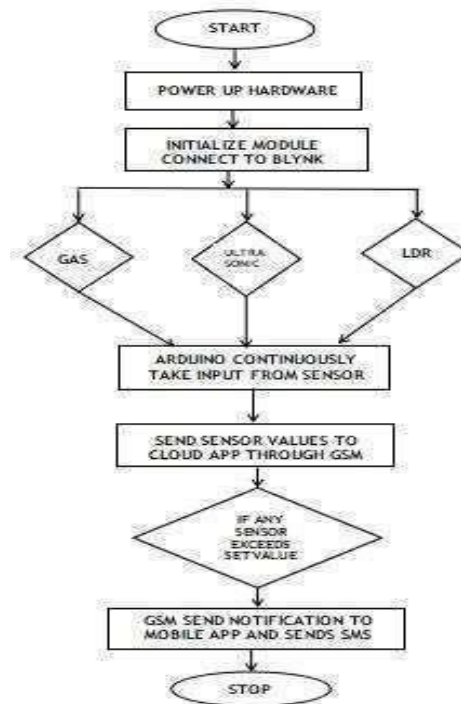 START
POWER UP HARDWARE
INITIALIZE MODULE
CONNECT TO BLYNK
GAS
ULTRA
SONIC
LDR
ARDUINO CONTINUOUSLY
TAKE INPUT FROM SENSOR
SEND SENSOR VALUES TO
CLOUD APP THROUGH GSM
IF ANY
SENSOR
EXCEEDS
SETVALUE
GSM SEND NOTIFICATION TO
MOBILE APP AND SENDS SMS
STOP